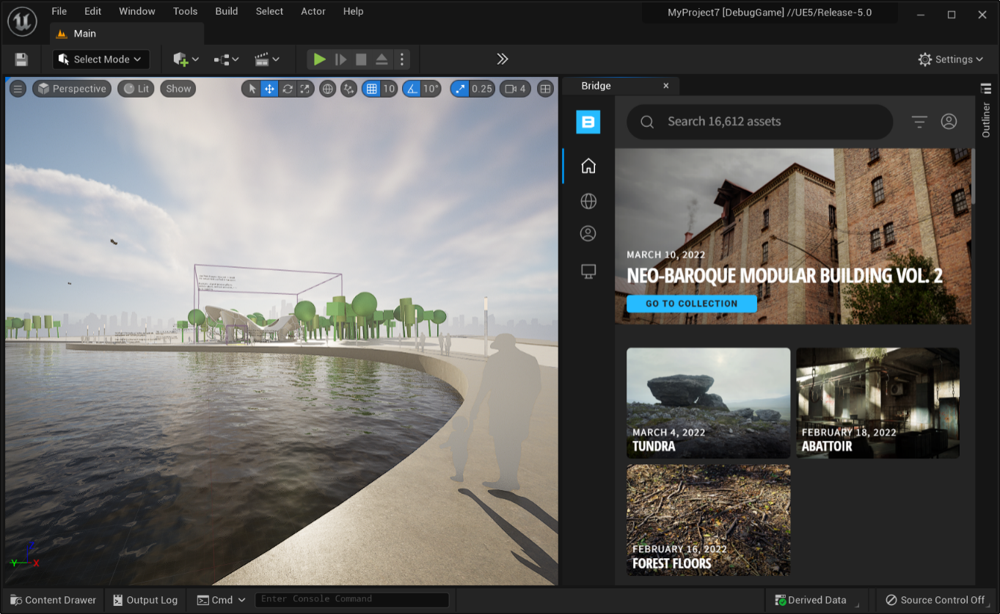 File Edit Window Tools Build Select Actor Help
MyProject7 [DebugGame] //UE5/Release-5.0
Main
Select Mode
Settings
Perspective Lit Show 10 10° 0.25 4
Bridge
Outliner
Search 16,612 assets
MARCH 10, 2022
NEO-BAROQUE MODULAR BUILDING VOL. 2
GO TO COLLECTION
MARCH 4, 2022
TUNDRA
FEBRUARY 18, 2022
ABATTOIR
FEBRUARY 16, 2022
FOREST FLOORS
Y X
Content Drawer Output Log Cmd Enter Console Command Derived Data Source Control Off